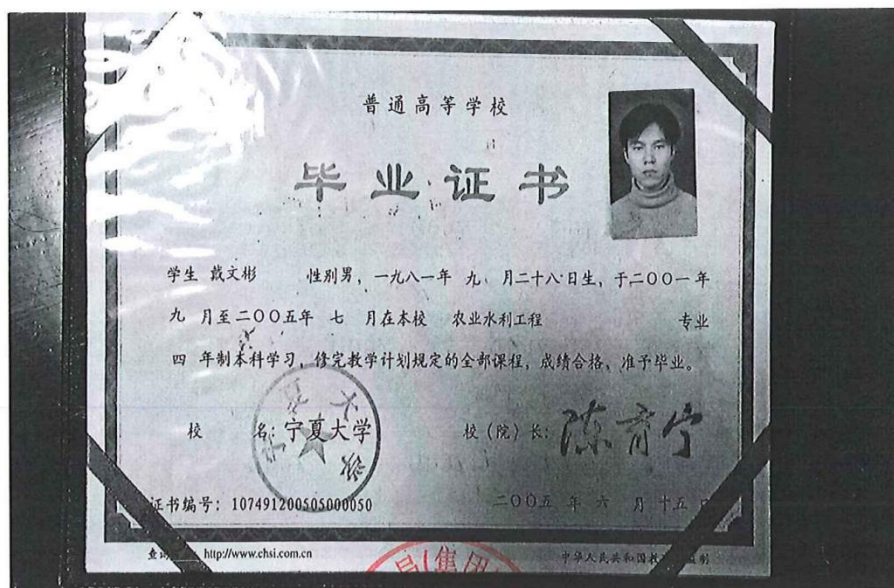 普通高等学校
毕业证书
学生 戴文彬 性别男，一九八一年 九 月二十八日生，于二〇〇一年
九 月至二〇〇五年 七 月在本校 农业水利工程 专业
四 年制本科学习，修完教学计划规定的全部课程，成绩合格，准予毕业。
校 名：宁夏大学 校（院）长：陈育宁
证书编号：107491200505000050 二〇〇五 年 六 月 十五日
http://www.chsi.com.cn 中华人民共和国教 制
局(集团